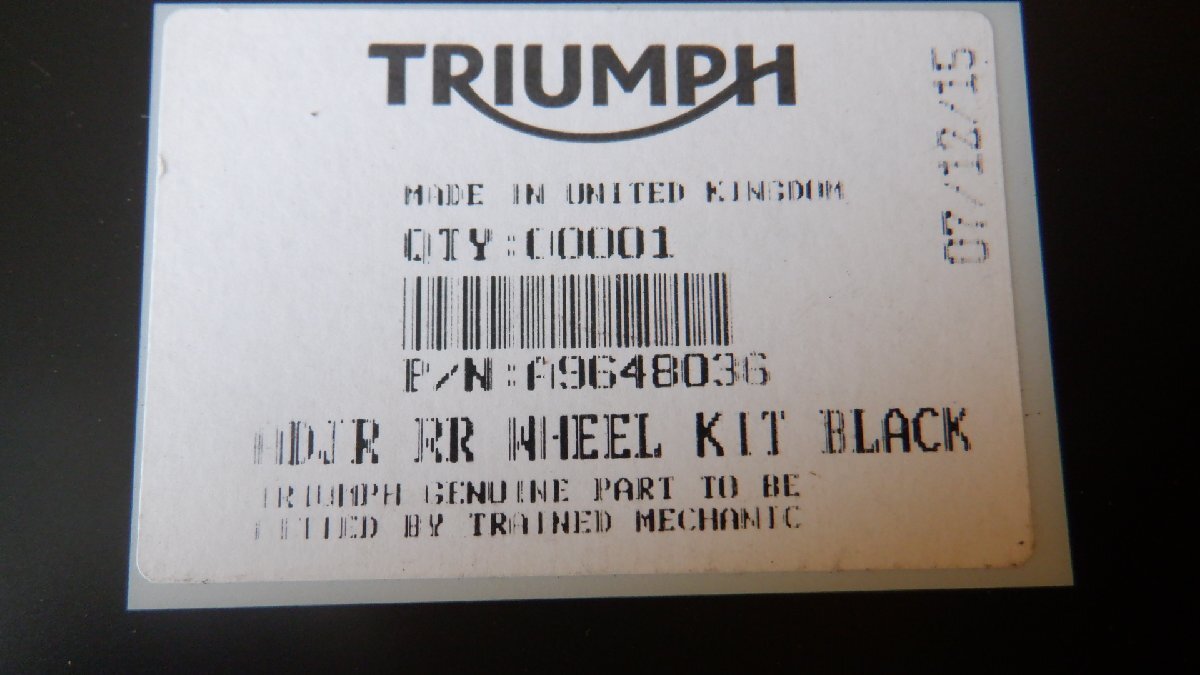 TRIUMPH
07/12/15
MADE IN UNITED KINGDOM
QTY:00001
P/N:A9648036
ADJR RR WHEEL KIT BLACK
TRIUMPH GENUINE PART TO BE
FITTED BY TRAINED MECHANIC